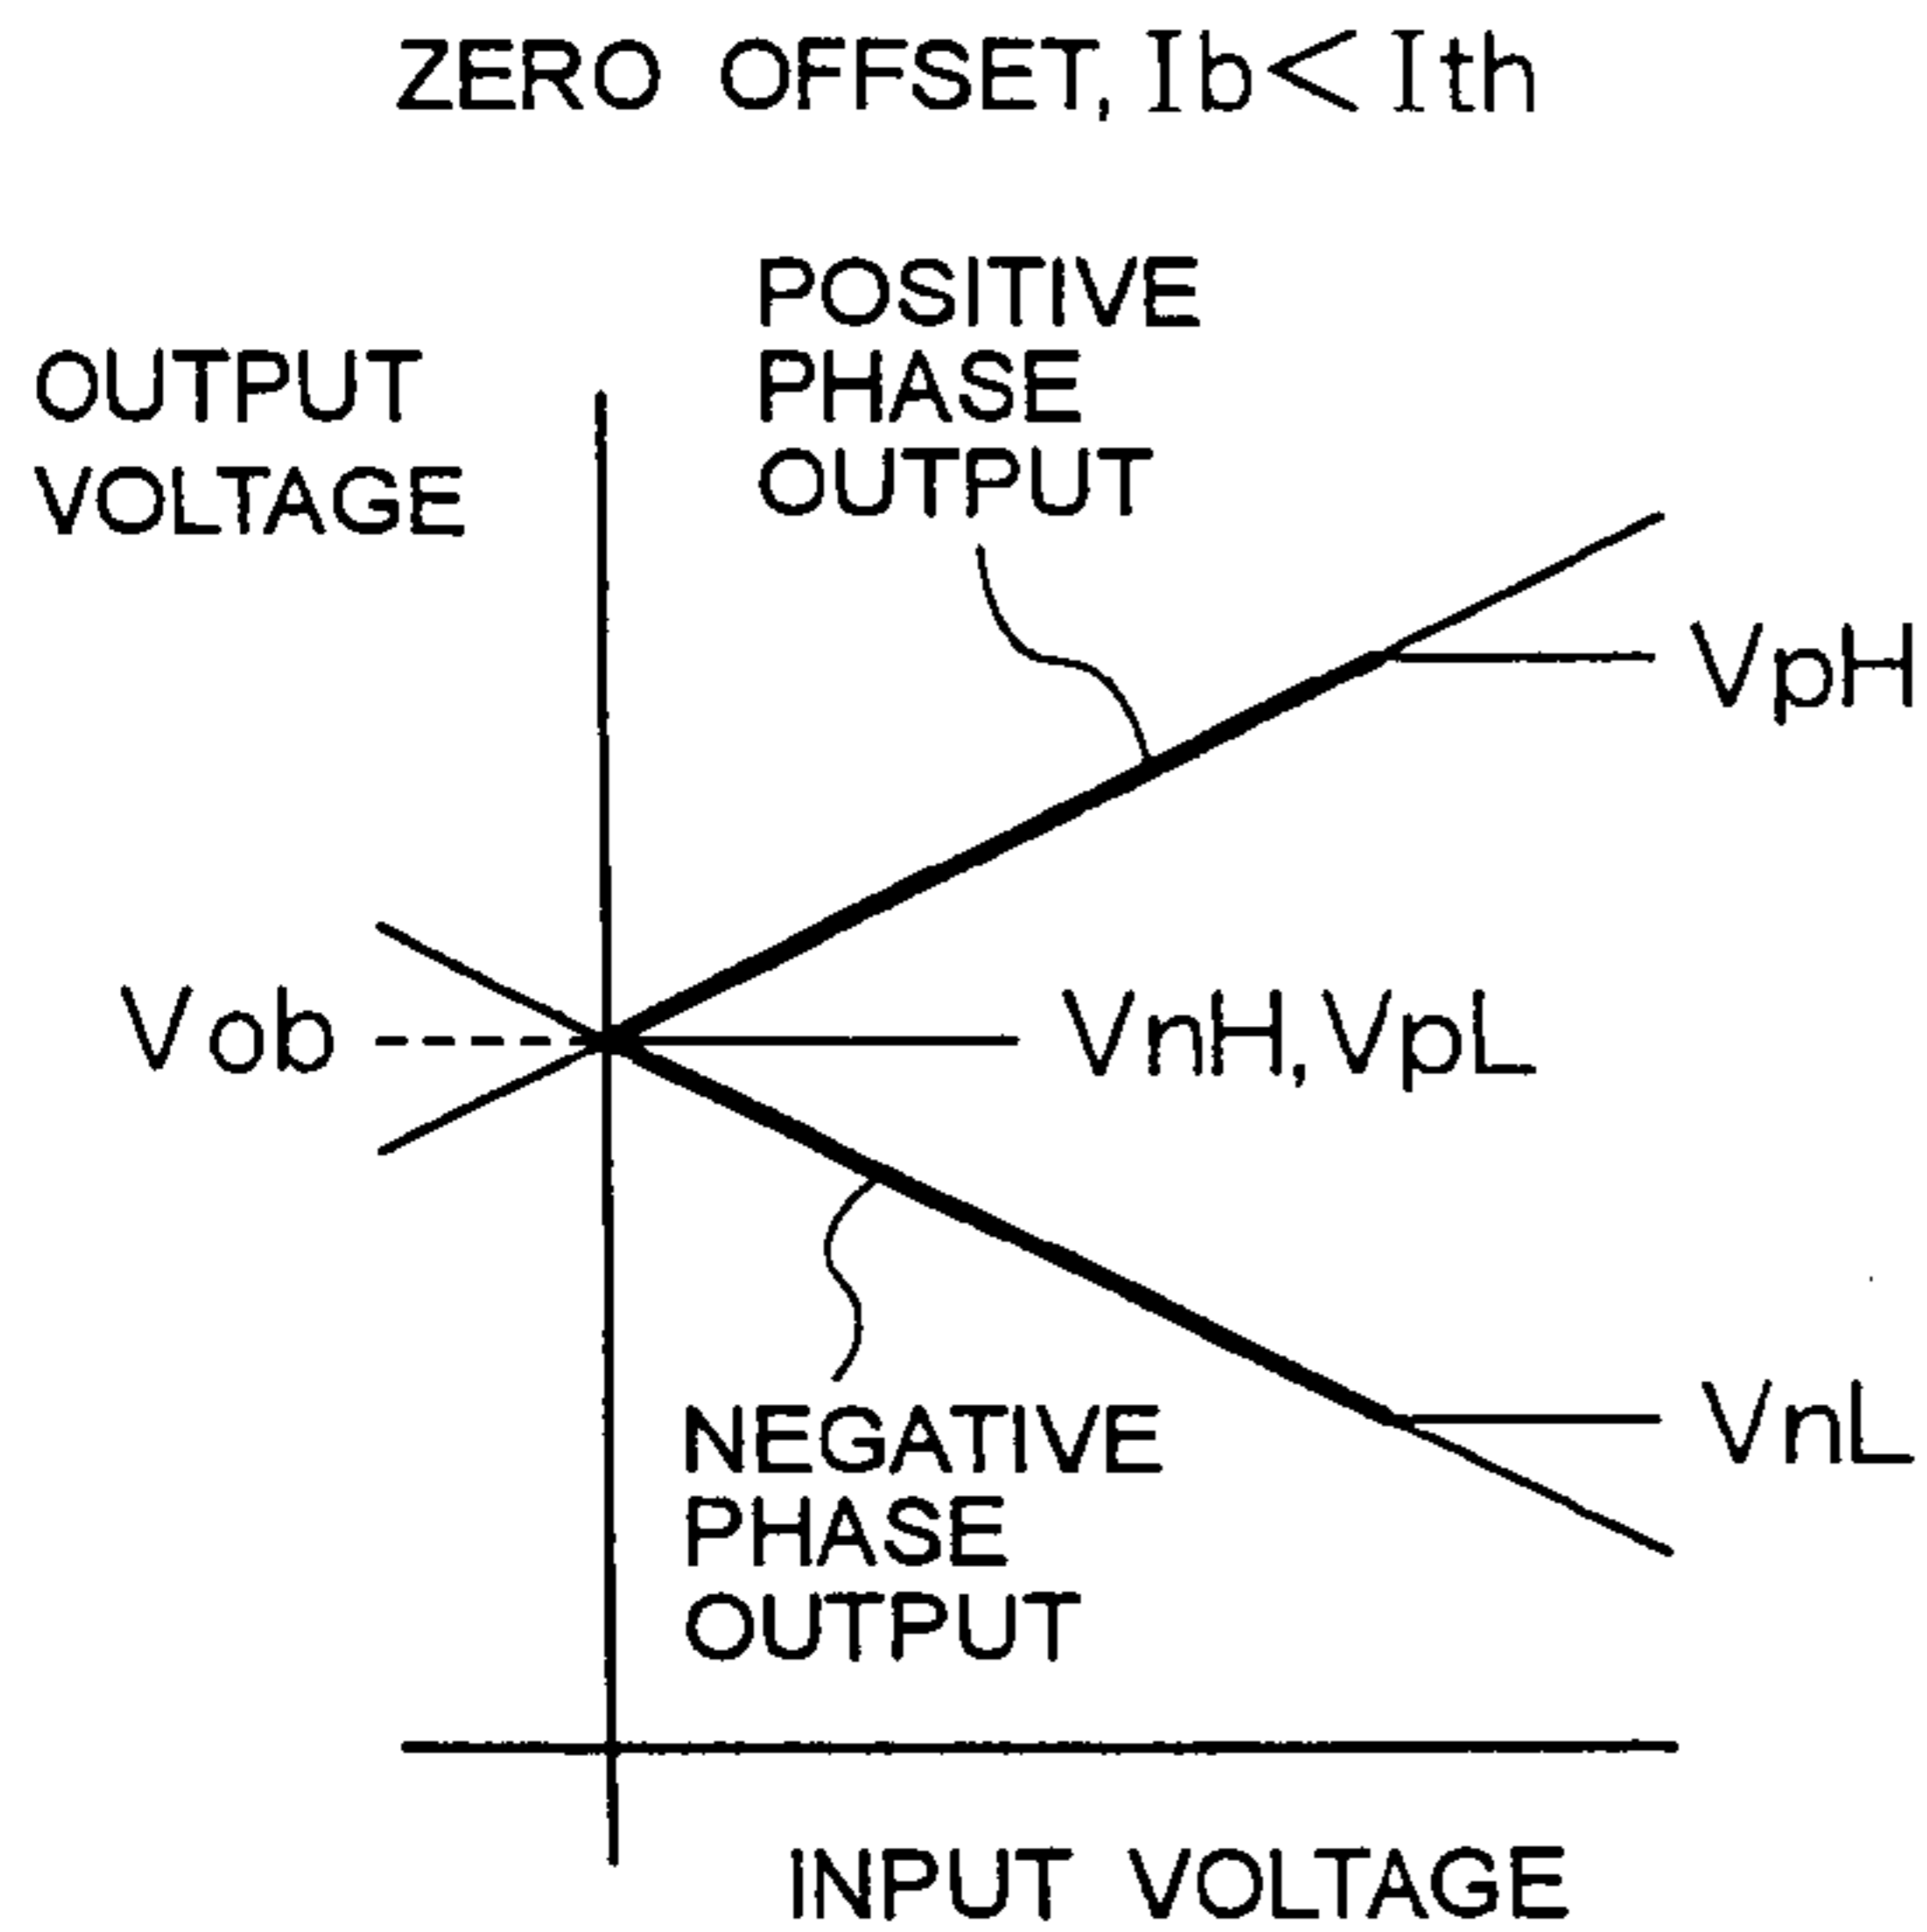 ZERO OFFSET, Ib< Ith
POSITIVE
PHASE
OUTPUT
OUTPUT
VOLTAGE
VpH
Vob
VnH, VpL
VnL
NEGATIVE
PHASE
OUTPUT
INPUT VOLTAGE